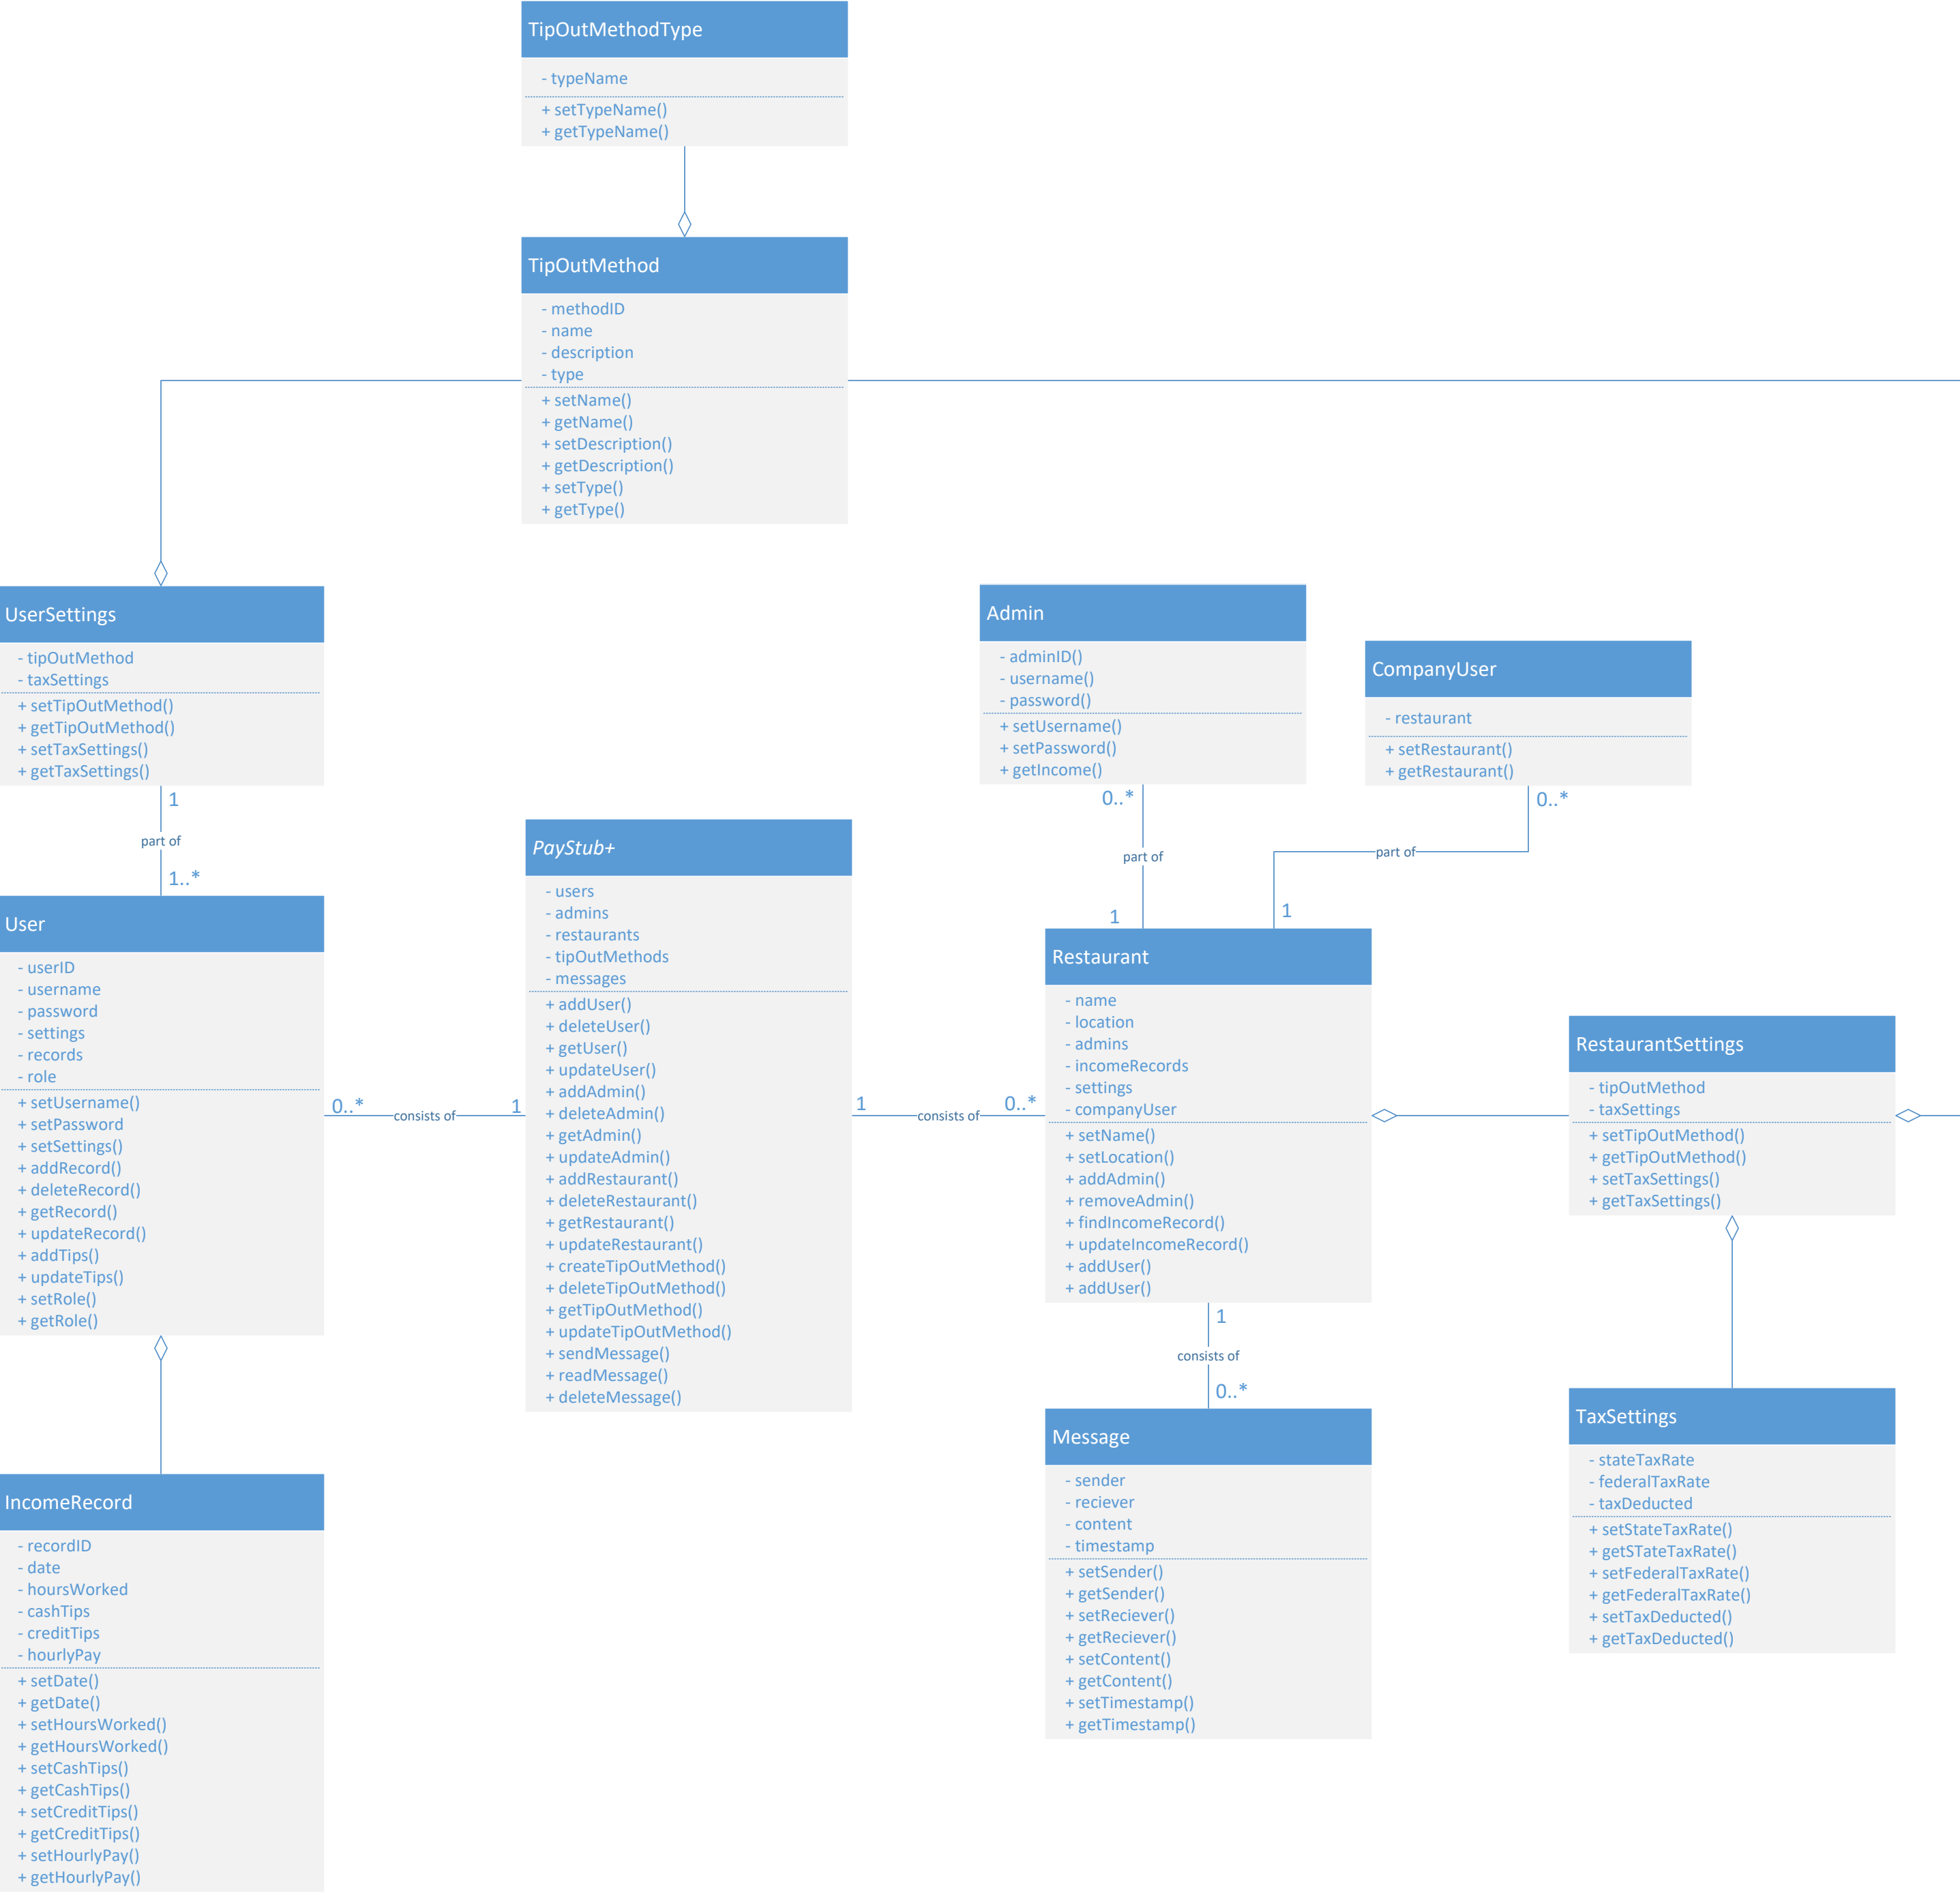 TipOutMethodType
- typeName
+ setTypeName()
+ getTypeName()
TipOutMethod
- methodID
- name
- description
- type
+ setName()
+ getName()
+ setDescription()
+ getDescription()
+ setType()
+ getType()
UserSettings
- tipOutMethod
- taxSettings
+ setTipOutMethod()
+ getTipOutMethod()
+ setTaxSettings()
+ getTaxSettings()
1
part of
1..*
User
- userID
- username
- password
- settings
- records
- role
+ setUsername()
+ setPassword
+ setSettings()
+ addRecord()
+ deleteRecord()
+ getRecord()
+ updateRecord()
+ addTips()
+ updateTips()
+ setRole()
+ getRole()
0..*
consists of
1
IncomeRecord
- recordID
- date
- hoursWorked
- cashTips
- creditTips
- hourlyPay
+ setDate()
+ getDate()
+ setHoursWorked()
+ getHoursWorked()
+ setCashTips()
+ getCashTips()
+ setCreditTips()
+ getCreditTips()
+ setHourlyPay()
+ getHourlyPay()
PayStub+
- users
- admins
- restaurants
- tipOutMethods
- messages
+ addUser()
+ deleteUser()
+ getUser()
+ updateUser()
+ addAdmin()
+ deleteAdmin()
+ getAdmin()
+ updateAdmin()
+ addRestaurant()
+ deleteRestaurant()
+ getRestaurant()
+ updateRestaurant()
+ createTipOutMethod()
+ deleteTipOutMethod()
+ getTipOutMethod()
+ updateTipOutMethod()
+ sendMessage()
+ readMessage()
+ deleteMessage()
1
consists of
0..*
Admin
- adminID()
- username()
- password()
+ setUsername()
+ setPassword()
+ getIncome()
0..*
part of
1
CompanyUser
- restaurant
+ setRestaurant()
+ getRestaurant()
0..*
part of
1
Restaurant
- name
- location
- admins
- incomeRecords
- settings
- companyUser
+ setName()
+ setLocation()
+ addAdmin()
+ removeAdmin()
+ findIncomeRecord()
+ updateIncomeRecord()
+ addUser()
+ addUser()
1
consists of
0..*
Message
- sender
- reciever
- content
- timestamp
+ setSender()
+ getSender()
+ setReciever()
+ getReciever()
+ setContent()
+ getContent()
+ setTimestamp()
+ getTimestamp()
RestaurantSettings
- tipOutMethod
- taxSettings
+ setTipOutMethod()
+ getTipOutMethod()
+ setTaxSettings()
+ getTaxSettings()
TaxSettings
- stateTaxRate
- federalTaxRate
- taxDeducted
+ setStateTaxRate()
+ getSTateTaxRate()
+ setFederalTaxRate()
+ getFederalTaxRate()
+ setTaxDeducted()
+ getTaxDeducted()